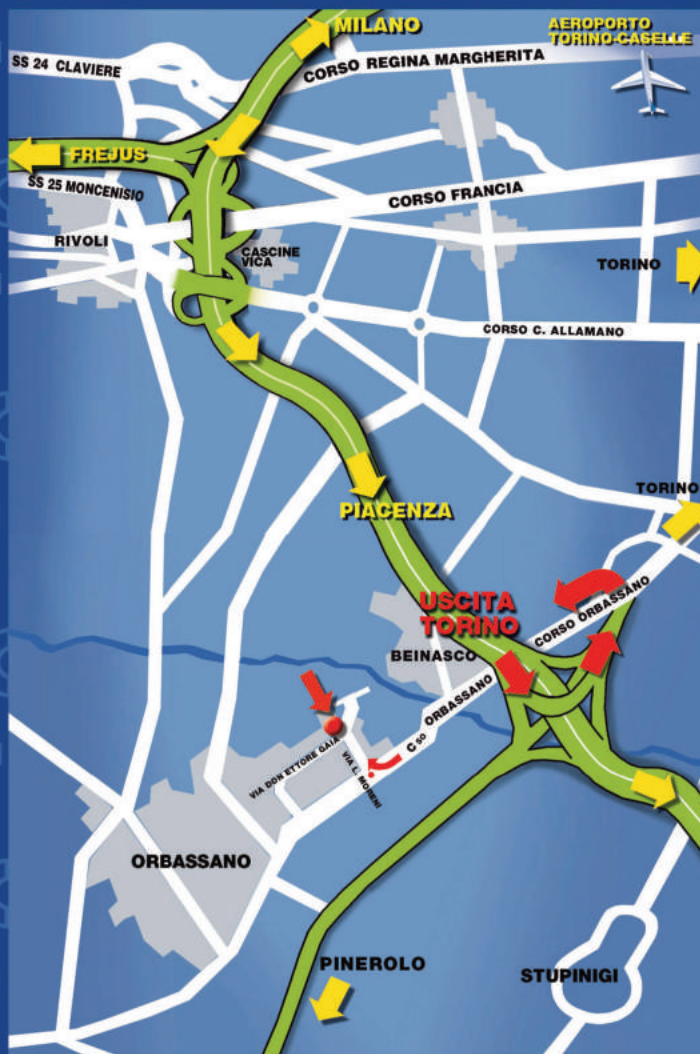 MILANO
AEROPORTO
TORINO-CASELLE
SS 24 CLAVIERE
CORSO REGINA MARGHERITA
FREJUS
SS 25 MONCENISIO
CORSO FRANCIA
RIVOLI
CASCINE
VICA
TORINO
CORSO C. ALLAMANO
TORINO
PIACENZA
USCITA
TORINO
CORSO ORBASSANO
BEINASCO
C SO ORBASSANO
VIA DON ETTORE GAIA
VIA L. MORENI
ORBASSANO
PINEROLO
STUPINIGI